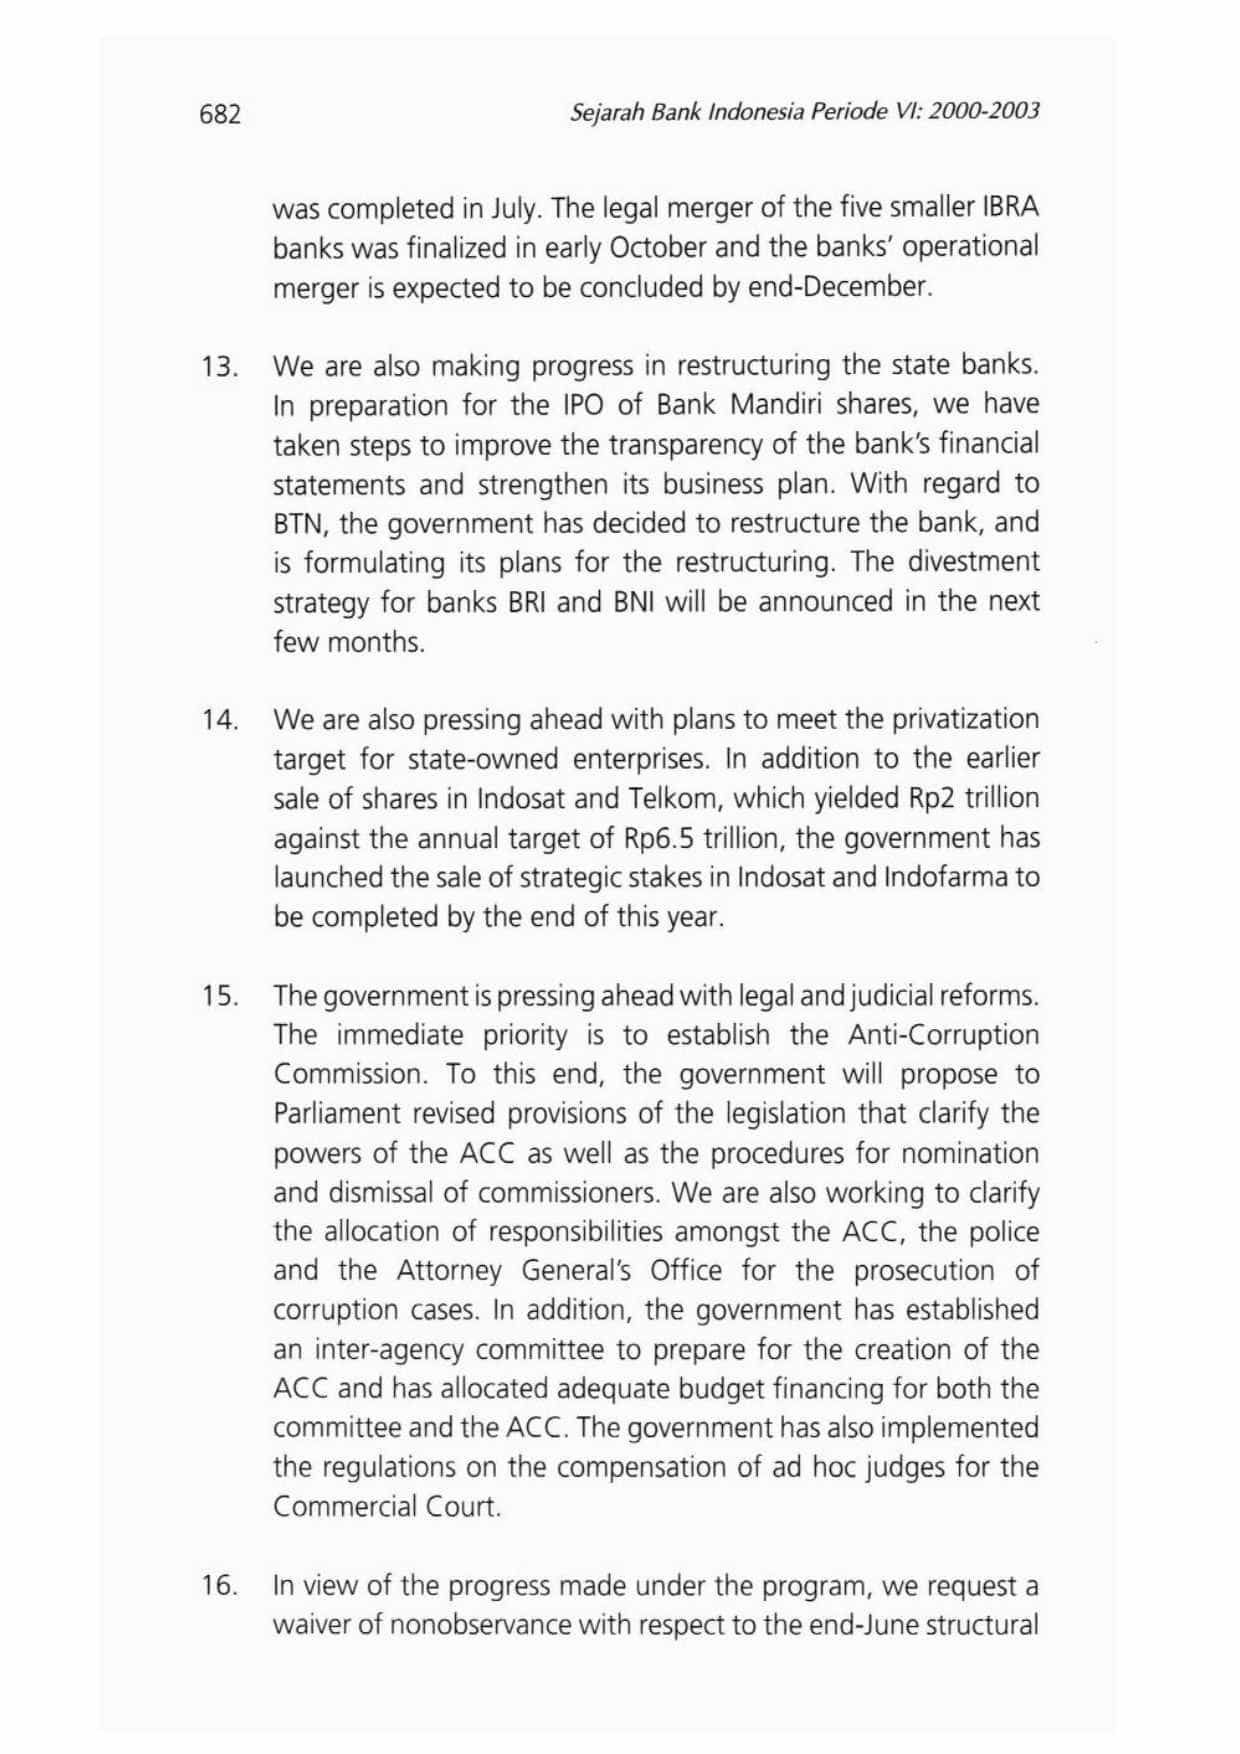 682
Sejarah Bank Indonesia Periode VI: 2000-2003
was completed in July. The legal merger of the five smaller IBRA
banks was finalized in early October and the banks' operational
merger is expected to be concluded by end-December.
13. We are also making progress in restructuring the state banks.
In preparation for the IPO of Bank Mandiri shares, we have
taken steps to improve the transparency of the bank's financial
statements and strengthen its business plan. With regard to
BTN, the government has decided to restructure the bank, and
is formulating its plans for the restructuring. The divestment
strategy for banks BRI and BNI will be announced in the next
few months.
14. We are also pressing ahead with plans to meet the privatization
target for state-owned enterprises. In addition to the earlier
sale of shares in Indosat and Telkom, which yielded Rp2 trillion
against the annual target of Rp6.5 trillion, the government has
launched the sale of strategic stakes in Indosat and Indofarma to
be completed by the end of this year.
15. The government is pressing ahead with legal and judicial reforms.
The immediate priority is to establish the Anti-Corruption
Commission. To this end, the government will propose to
Parliament revised provisions of the legislation that clarify the
powers of the ACC as well as the procedures for nomination
and dismissal of commissioners. We are also working to clarify
the allocation of responsibilities amongst the ACC, the police
and the Attorney General's Office for the prosecution of
corruption cases. In addition, the government has established
an inter-agency committee to prepare for the creation of the
ACC and has allocated adequate budget financing for both the
committee and the ACC. The government has also implemented
the regulations on the compensation of ad hoc judges for the
Commercial Court.
16. In view of the progress made under the program, we request a
waiver of nonobservance with respect to the end-June structural